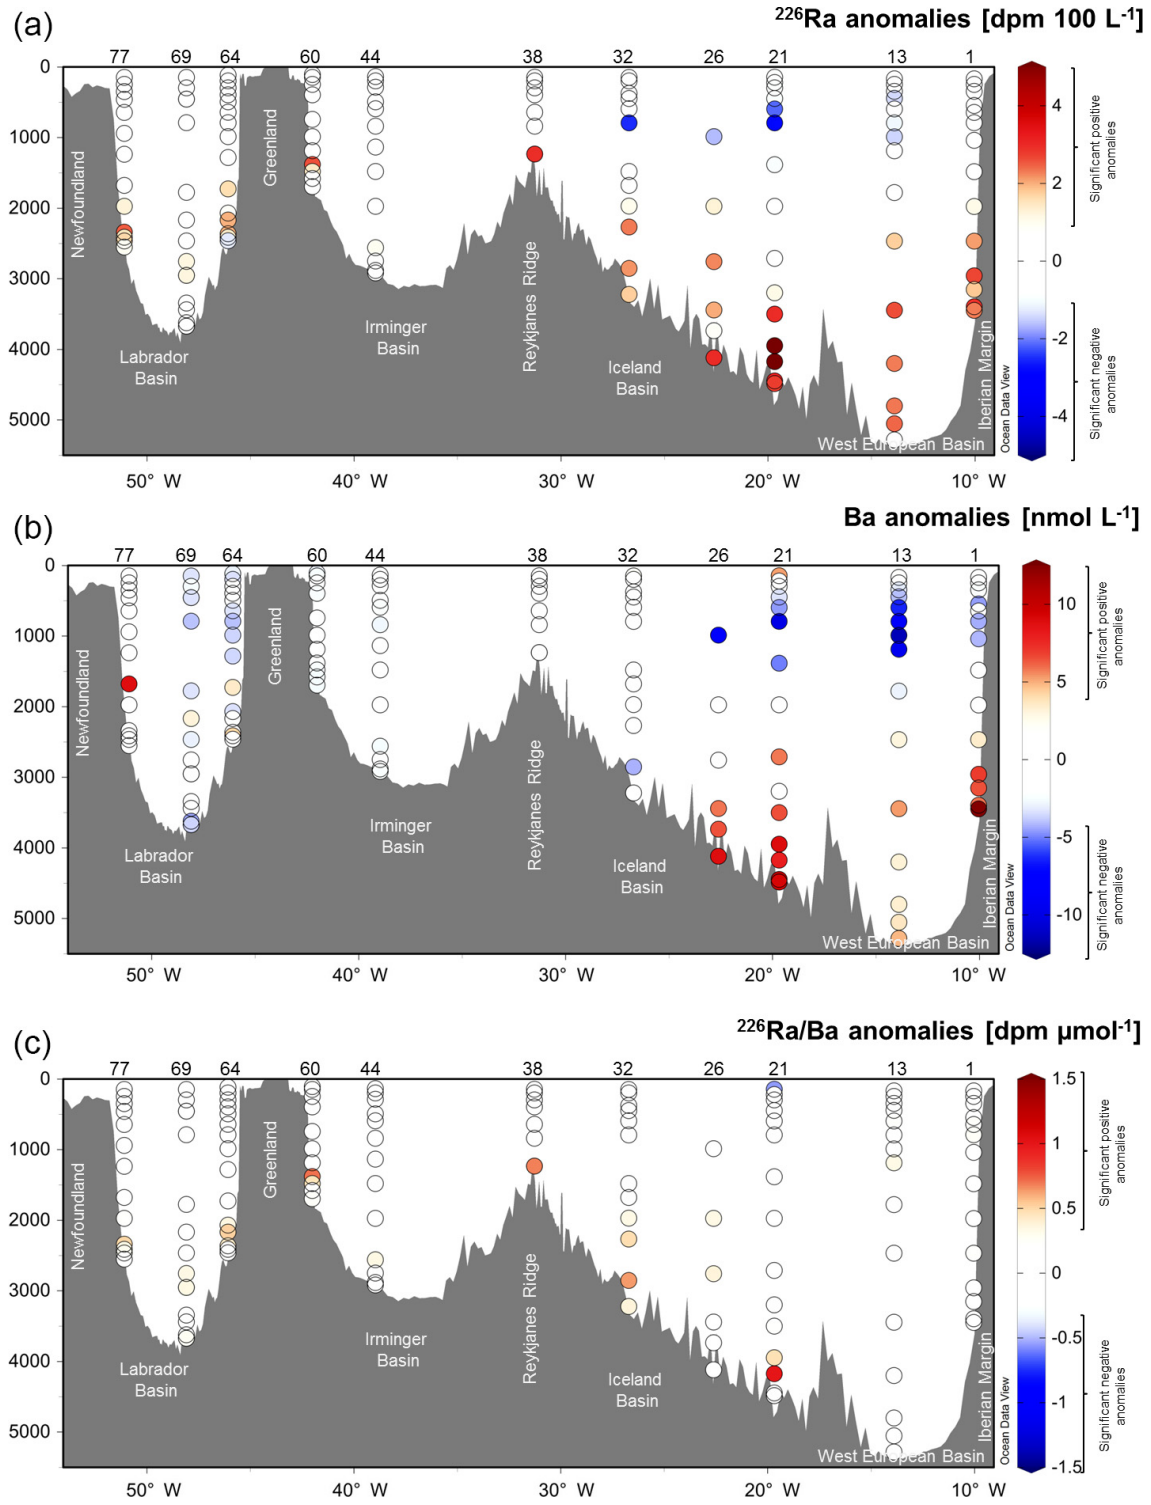 (a)
²²⁶Ra anomalies [dpm 100 L⁻¹]
77 69 64 60 44 38 32 26 21 13 1
0
1000
2000
3000
4000
5000
Newfoundland
Labrador
Basin
Greenland
Irminger
Basin
Reykjanes Ridge
Iceland
Basin
West European Basin
Iberian Margin
Ocean Data View
50° W 40° W 30° W 20° W 10° W
4
2
0
-2
-4
Significant positive
anomalies
Significant negative
anomalies
(b)
Ba anomalies [nmol L⁻¹]
77 69 64 60 44 38 32 26 21 13 1
0
1000
2000
3000
4000
5000
Newfoundland
Labrador
Basin
Greenland
Irminger
Basin
Reykjanes Ridge
Iceland
Basin
West European Basin
Iberian Margin
Ocean Data View
50° W 40° W 30° W 20° W 10° W
10
5
0
-5
-10
Significant positive
anomalies
Significant negative
anomalies
(c)
²²⁶Ra/Ba anomalies [dpm µmol⁻¹]
77 69 64 60 44 38 32 26 21 13 1
0
1000
2000
3000
4000
5000
Newfoundland
Labrador
Basin
Greenland
Irminger
Basin
Reykjanes Ridge
Iceland
Basin
West European Basin
Iberian Margin
Ocean Data View
50° W 40° W 30° W 20° W 10° W
1.5
1
0.5
0
-0.5
-1
-1.5
Significant positive
anomalies
Significant negative
anomalies